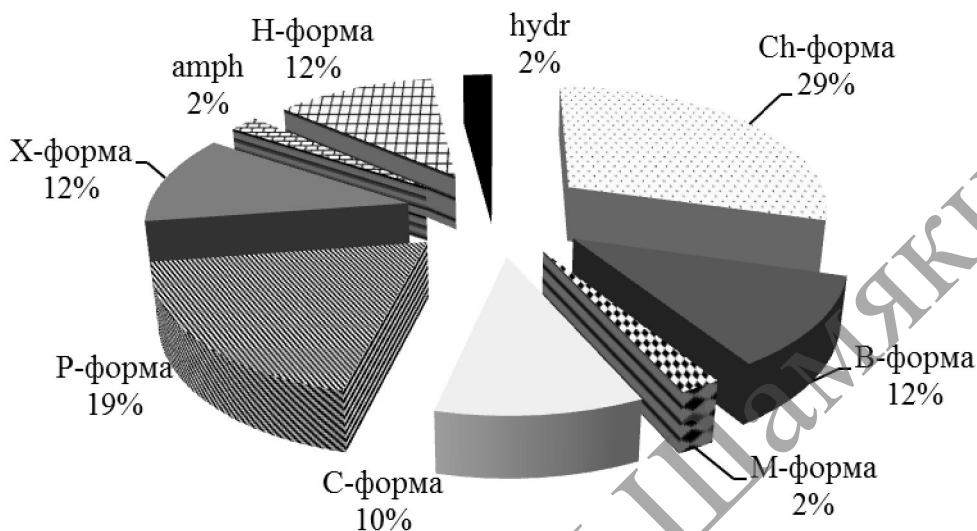 H-форма
12%
hydr
2%
Ch-форма
29%
amph
2%
X-форма
12%
P-форма
19%
B-форма
12%
C-форма
10%
M-форма
2%